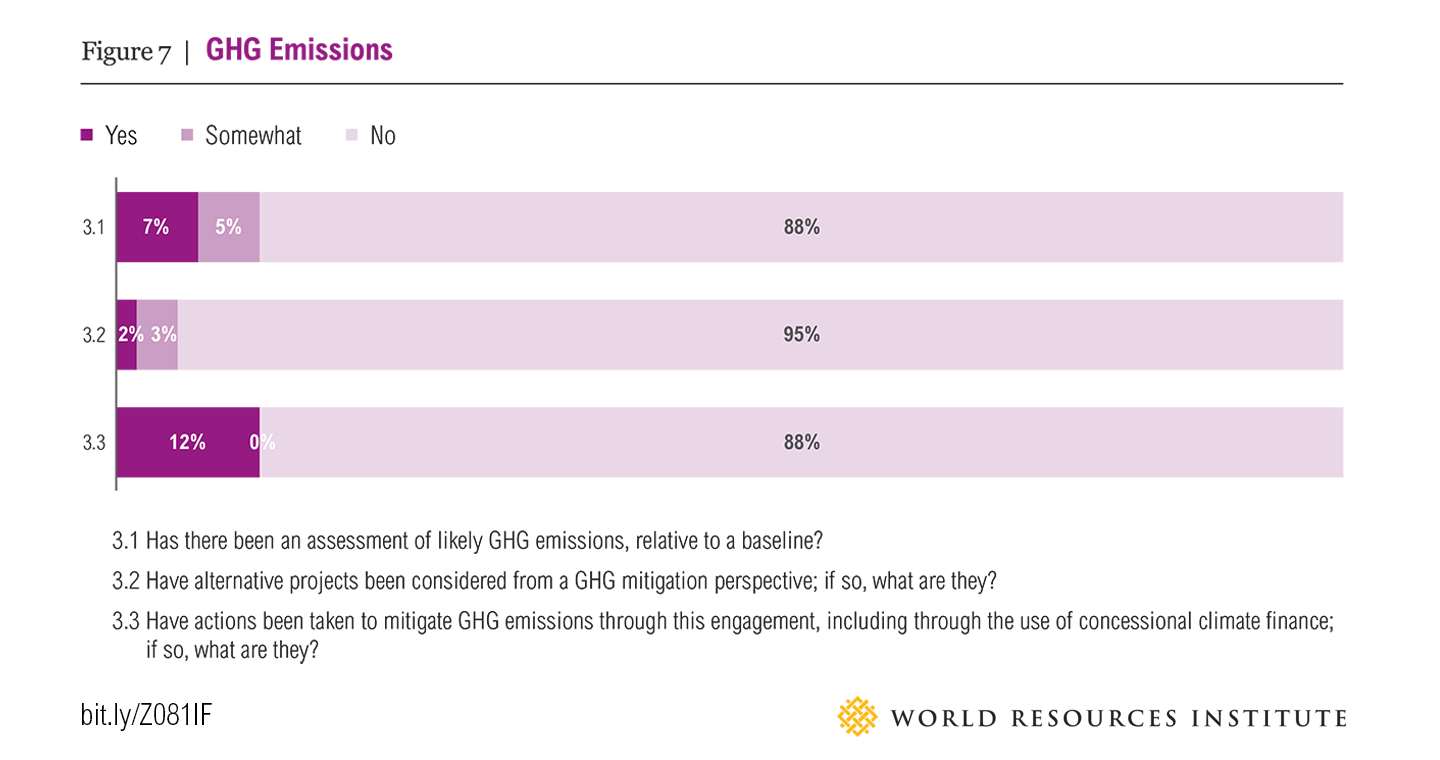 Figure 7 | GHG Emissions
Yes Somewhat No
3.1 7% 5% 88%
3.2 2% 3% 95%
3.3 12% 0% 88%
3.1 Has there been an assessment of likely GHG emissions, relative to a baseline?
3.2 Have alternative projects been considered from a GHG mitigation perspective; if so, what are they?
3.3 Have actions been taken to mitigate GHG emissions through this engagement, including through the use of concessional climate finance;
if so, what are they?
bit.ly/Z081IF
WORLD RESOURCES INSTITUTE